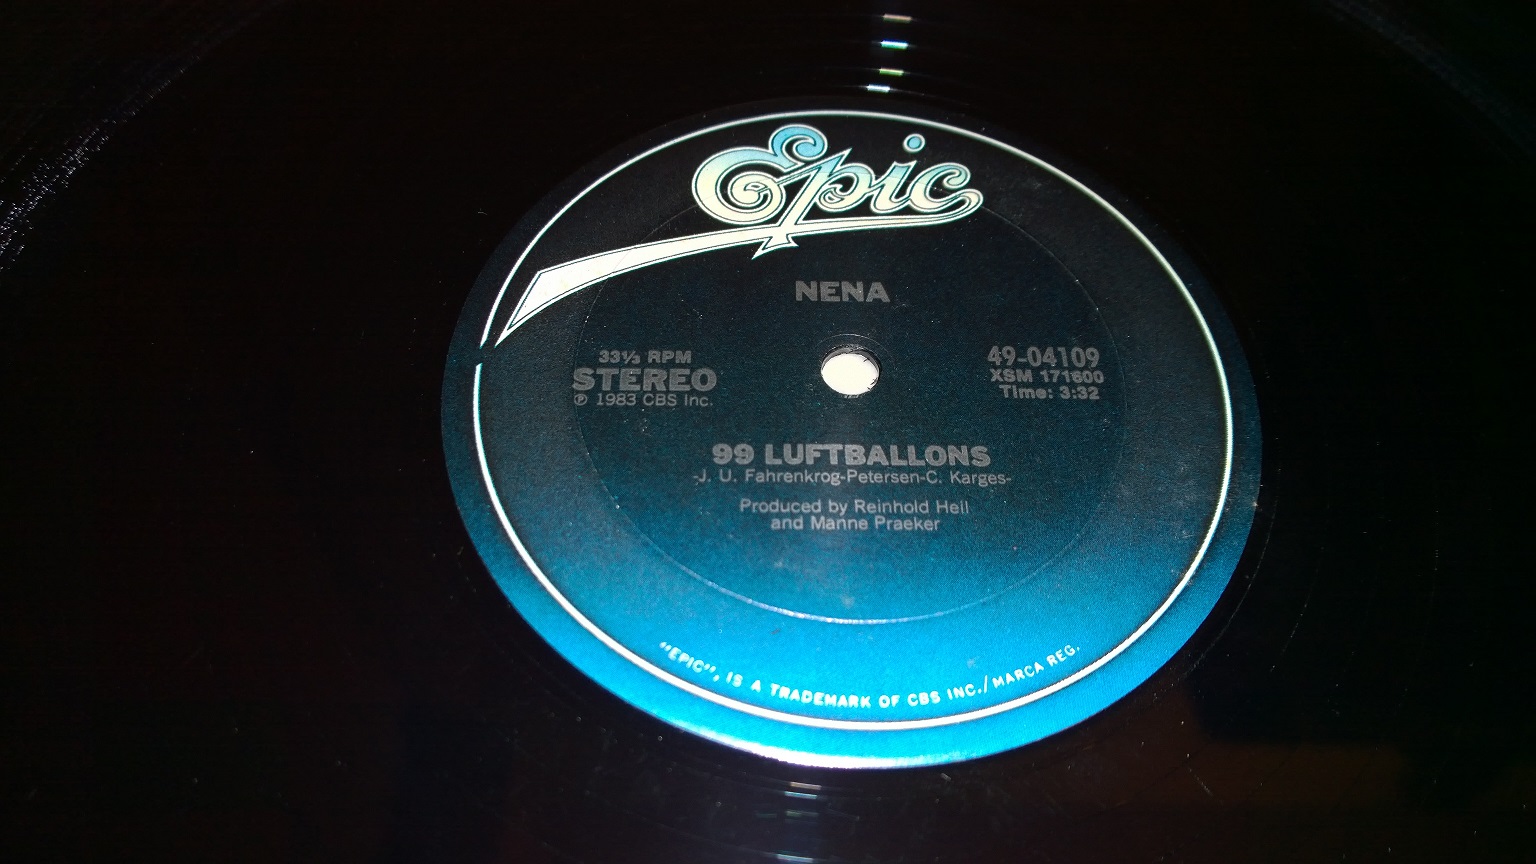 Epic
NENA
33⅓ RPM
STEREO
℗ 1983 CBS Inc.
49-04109
XSM 171600
Time: 3:32
99 LUFTBALLONS
-J. U. Fahrenkrog-Petersen-C. Karges-
Produced by Reinhold Heil
and Manne Praeker
"EPIC", IS A TRADEMARK OF CBS INC./MARCA REG.